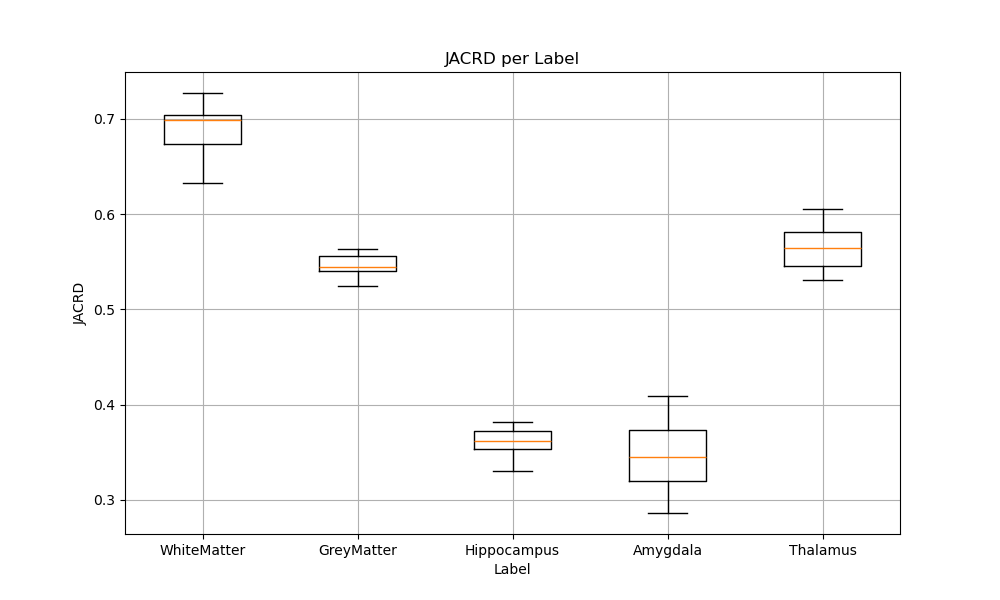 JACRD per Label
JACRD
0.7
0.6
0.5
0.4
0.3
WhiteMatter GreyMatter Hippocampus Amygdala Thalamus
Label